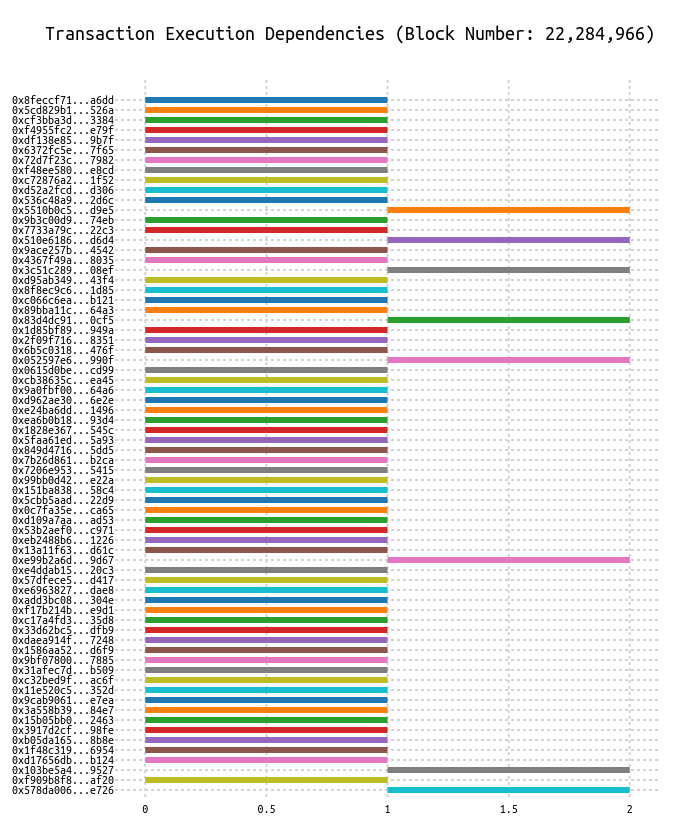 Transaction Execution Dependencies (Block Number: 22,284,966)
0x8feccf71...a6dd
0x5cd829b1...526a
0xcf3bba3d...3384
0xf4955fc2...e79f
0xdf138e85...9b7f
0x6372fc5e...7f65
0x72d7f23c...7982
0xf48ee580...e8cd
0xc72876a2...1f52
0xd52a2fcd...d306
0x536c48a9...2d6c
0x5510b0c5...d9e5
0x9b3c00d9...74eb
0x7733a79c...22c3
0x510e6186...d6d4
0x9ace257b...4542
0x4367f49a...8035
0x3c51c289...08ef
0xd95ab349...43f4
0x8f8ec9c6...1d85
0xc066c6ea...b121
0x89bba11c...64a3
0x83d4dc91...0cf5
0x1d85bf89...949a
0x2f09f716...8351
0x6b5c0318...476f
0x052597e6...990f
0x0615d0be...cd99
0xcb38635c...ea45
0x9a0fbf00...64a6
0xd962ae30...6e2e
0xe24ba6dd...1496
0xea6b0b18...93d4
0x1828e367...545c
0x5faa61ed...5a93
0x849d4716...5dd5
0x7b26d861...b2ca
0x7206e953...5415
0x99bb0d42...e22a
0x151ba838...58c4
0x5cbb5aad...22d9
0x0c7fa35e...ca65
0xd109a7aa...ad53
0x53b2aef0...c971
0xeb2488b6...1226
0x13a11f63...d61c
0xe99b2a6d...9d67
0xe4ddab15...20c3
0x57dfece5...d417
0xe6963827...dae8
0xadd3bc08...304e
0xf17b214b...e9d1
0xc17a4fd3...35d8
0x33d62bc5...dfb9
0xdaea914f...7248
0x1586aa52...d6f9
0x9bf07800...7885
0x31afec7d...b509
0xc32bed9f...ac6f
0x11e520c5...352d
0x9cab9061...e7ea
0x3a558b39...84e7
0x15b05bb0...2463
0x3917d2cf...98fe
0xb05da165...8b8e
0x1f48c319...6954
0xd17656db...b124
0x103be5a4...9527
0xf909b8f8...af20
0x578da006...e726
0 0.5 1 1.5 2